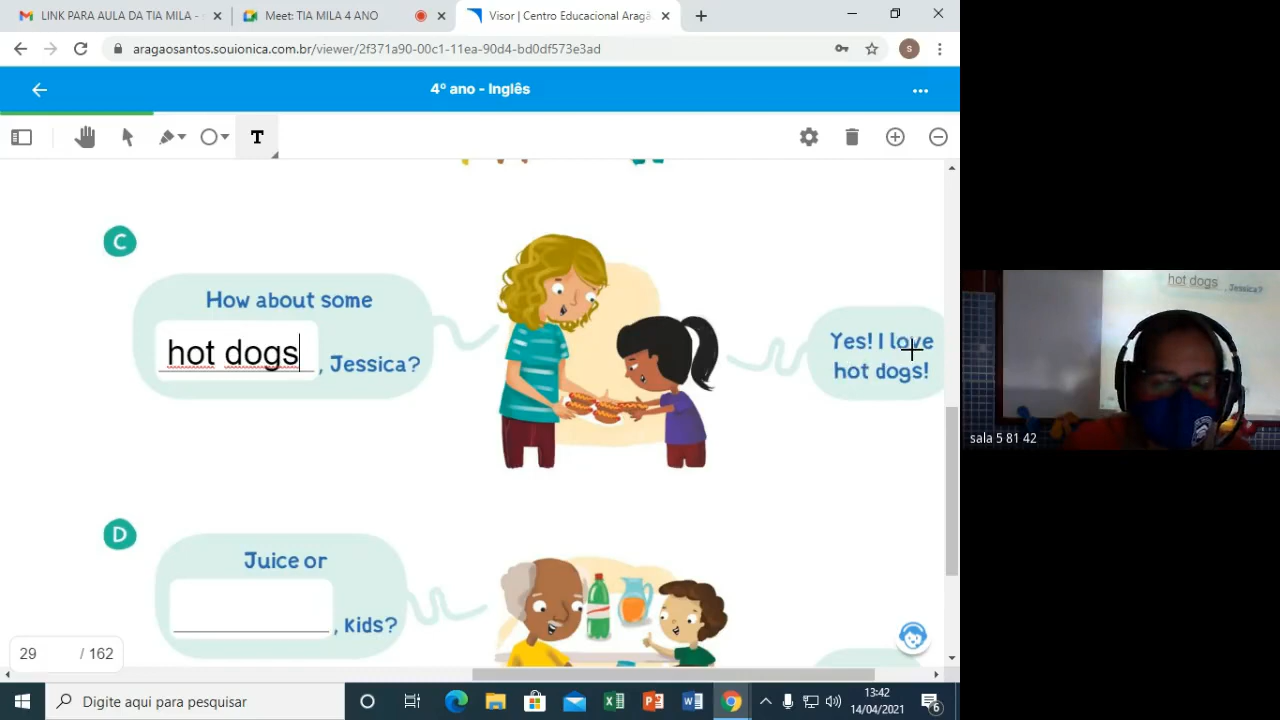 LINK PARA AULA DA TIA MILA -
Meet: TIA MILA 4 ANO
Visor | Centro Educacional Aragã
aragaosantos.souionica.com.br/viewer/2f371a90-00c1-11ea-90d4-bd0df573e3ad
S
4º ano - Inglês
T
C
How about some
hot dogs
, Jessica?
Yes! I love
hot dogs!
hot dogs
, Jessica?
sala 5 81 42
D
Juice or
, kids?
29 / 162
Digite aqui para pesquisar
13:42
14/04/2021
6